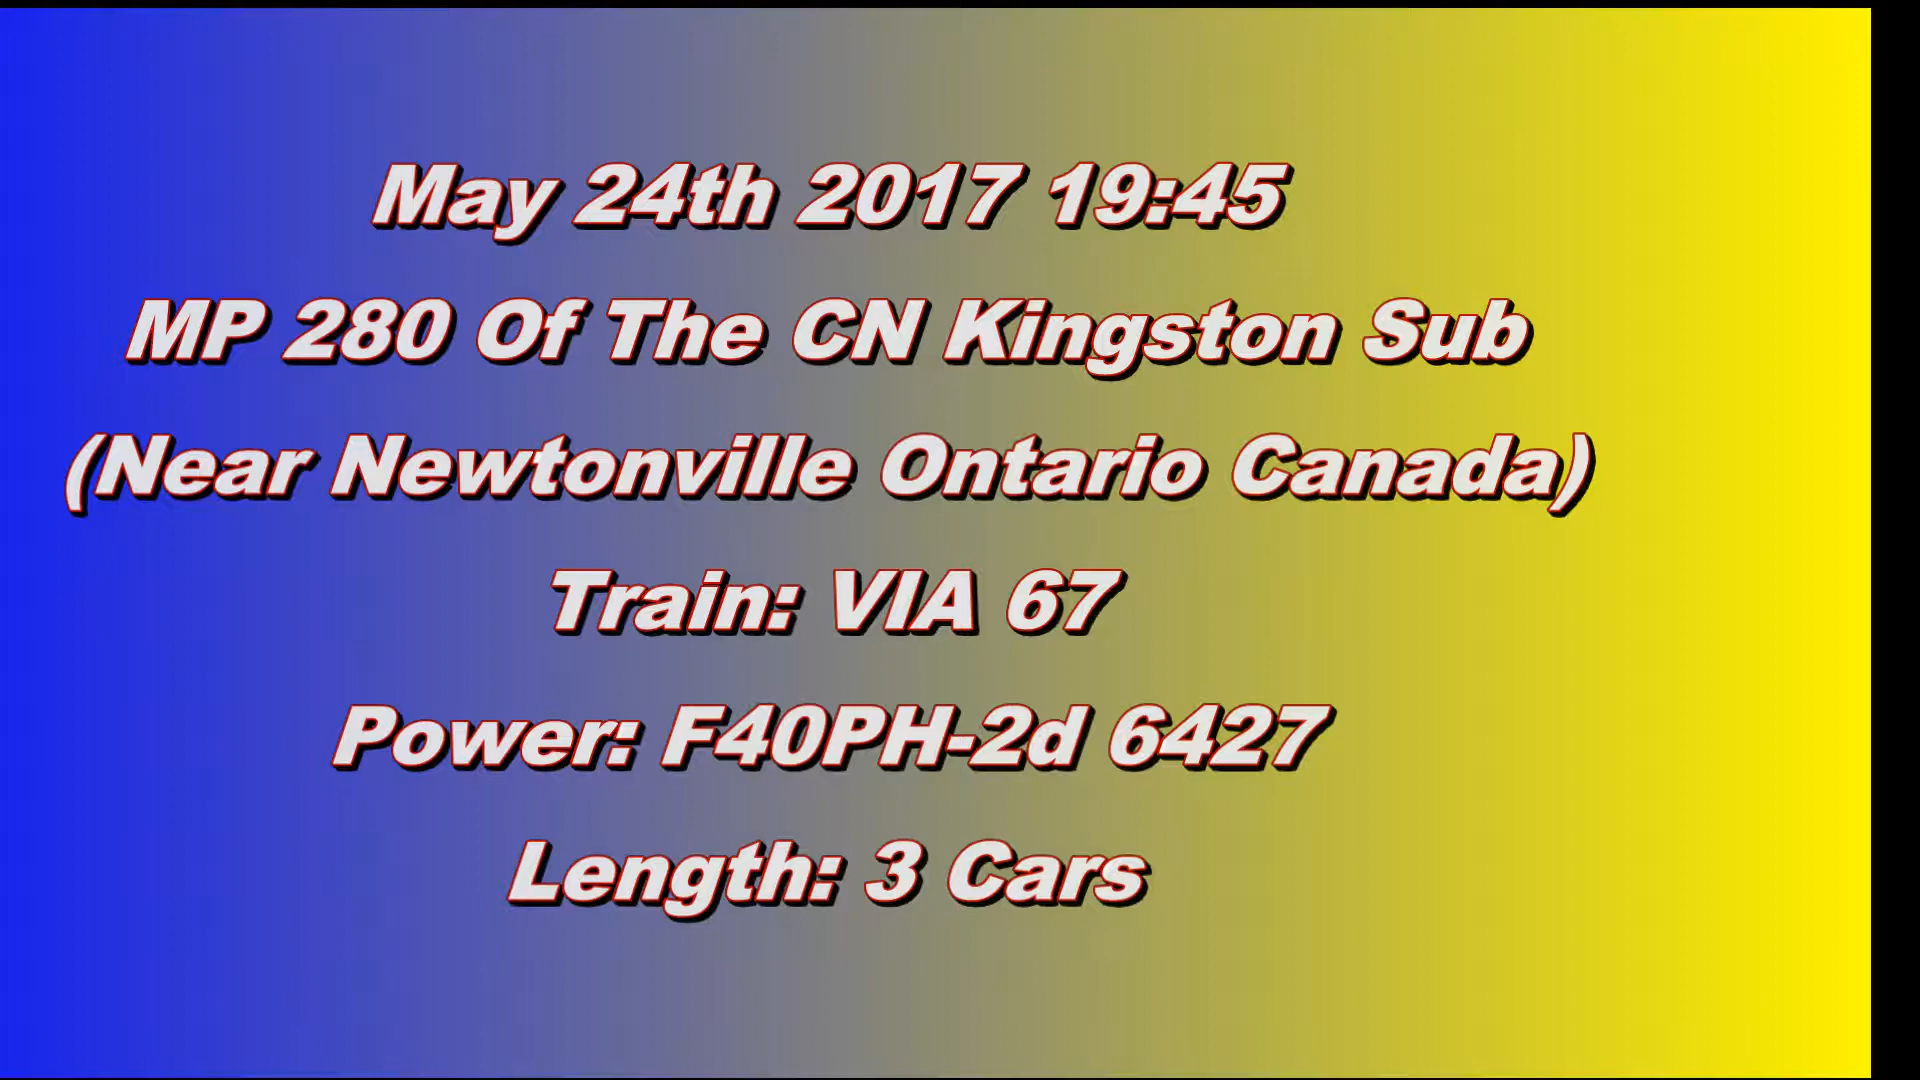 May 24th 2017 19:45
MP 280 Of The CN Kingston Sub
(Near Newtonville Ontario Canada)
Train: VIA 67
Power: F40PH-2d 6427
Length: 3 Cars